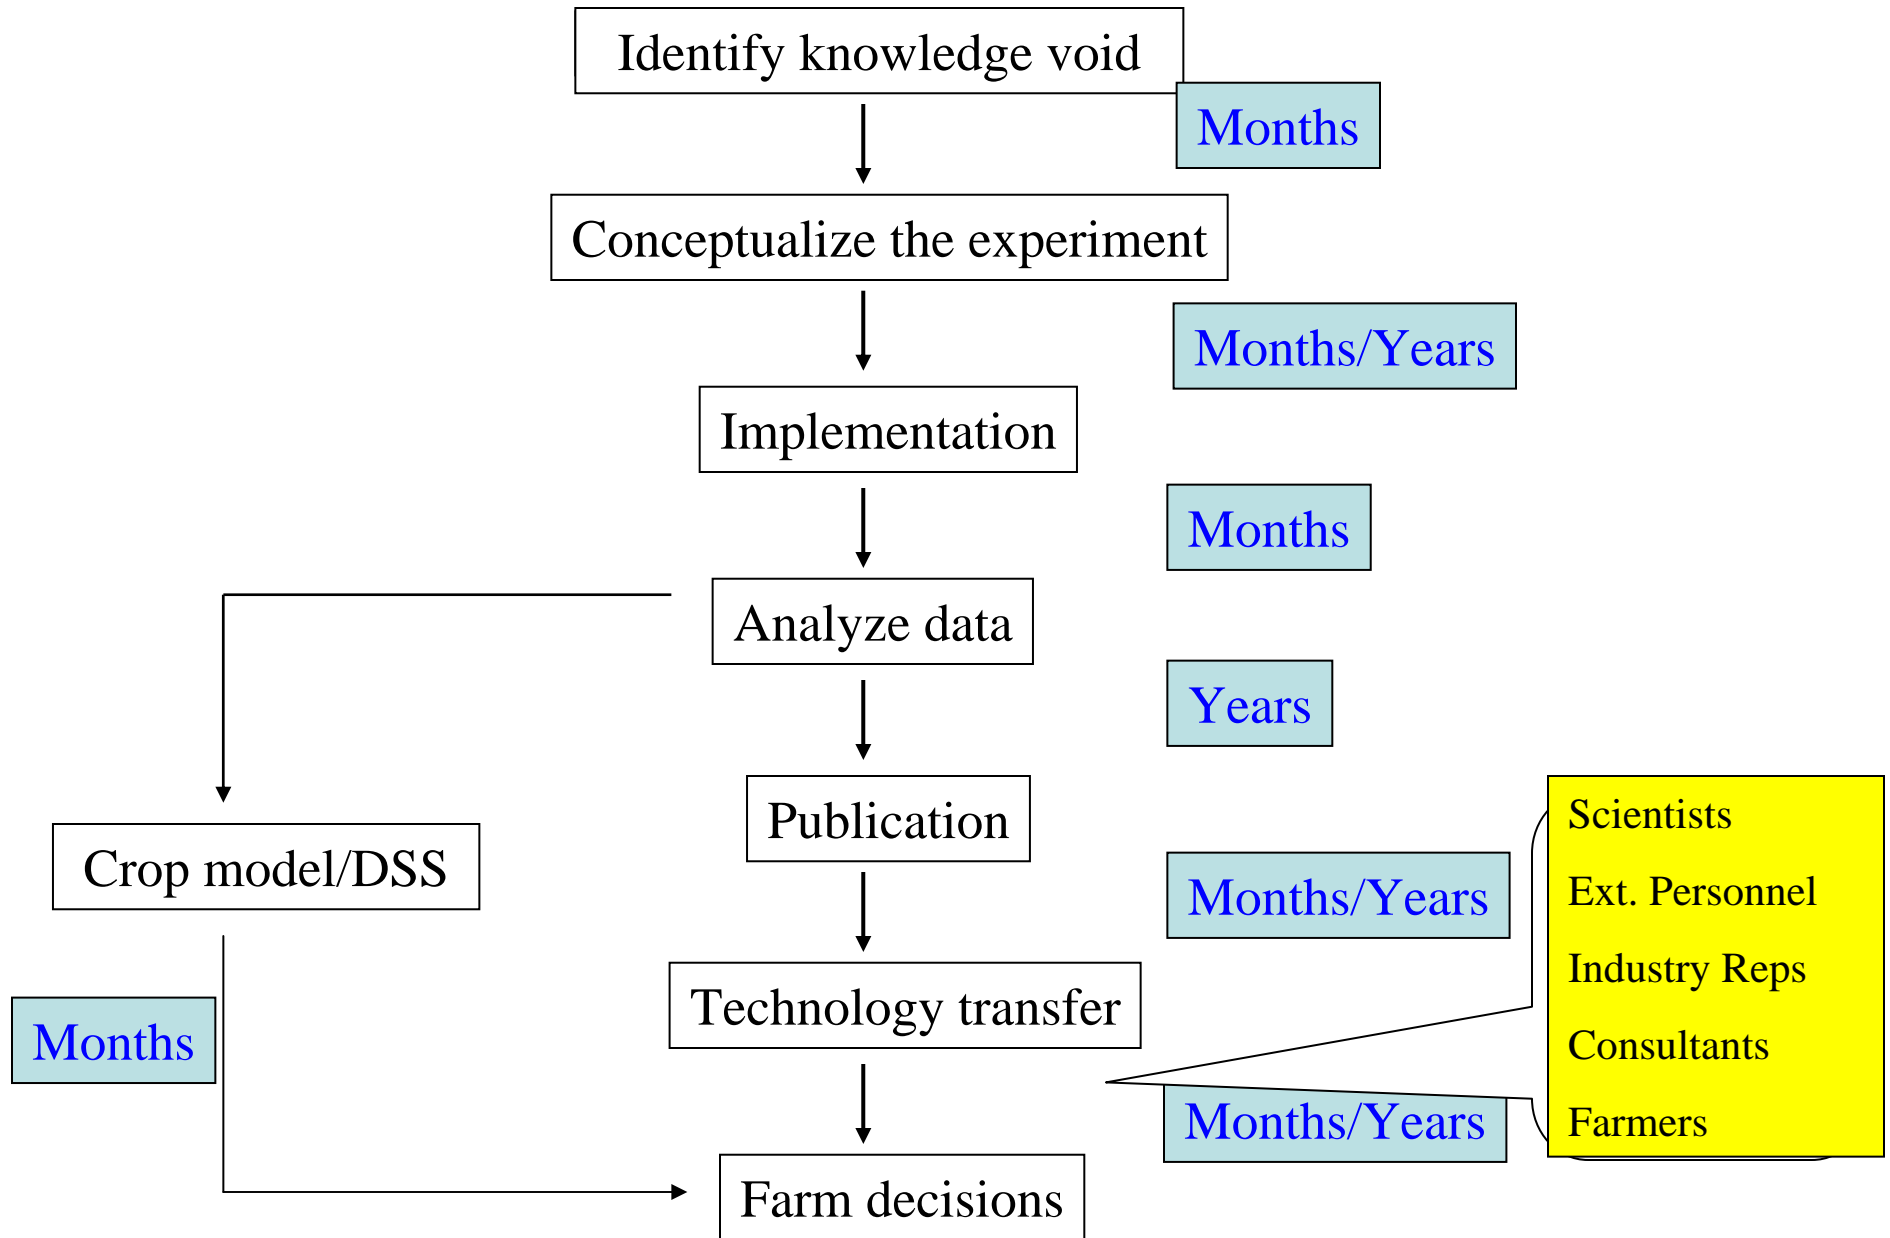 Identify knowledge void
Months
Conceptualize the experiment
Months/Years
Implementation
Months
Analyze data
Years
Publication
Crop model/DSS
Months/Years
Technology transfer
Months
Months/Years
Farm decisions
Scientists
Ext. Personnel
Industry Reps
Consultants
Farmers